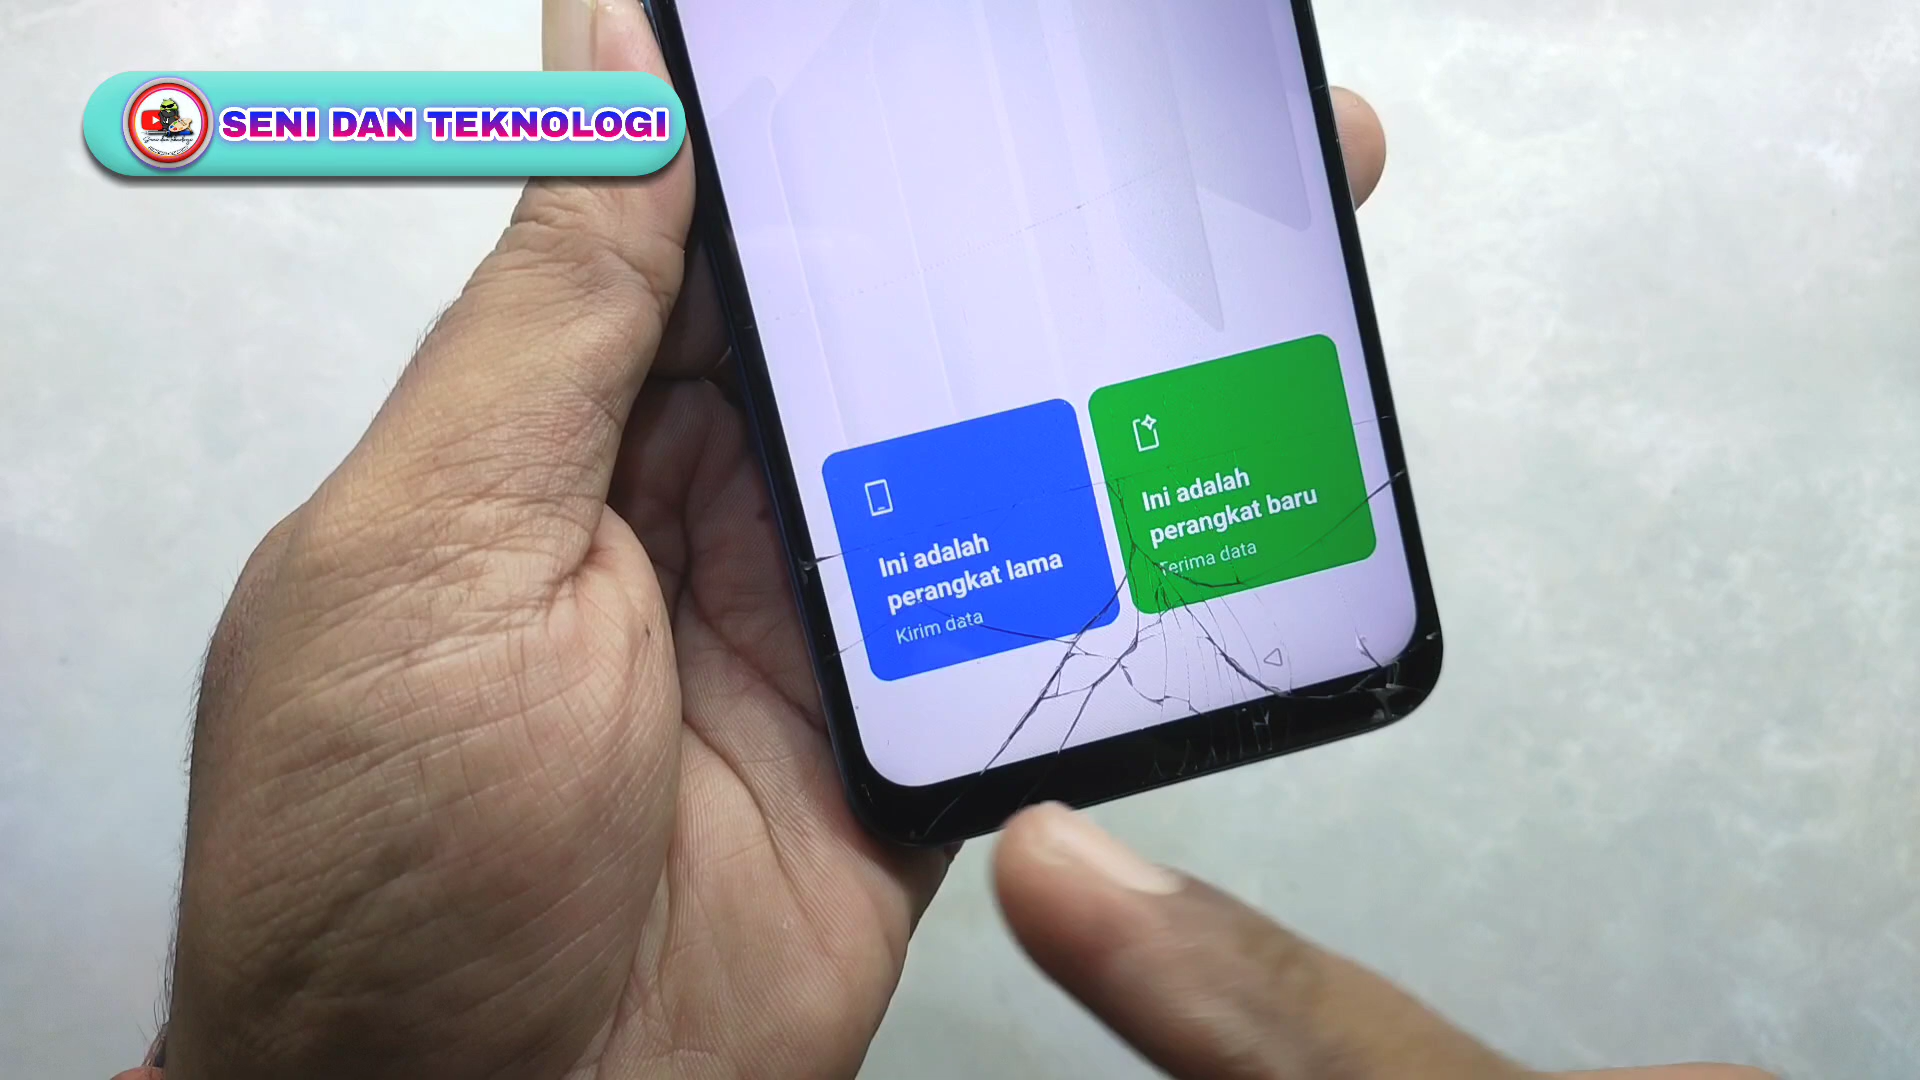 SENI DAN TEKNOLOGI
Ini adalah
perangkat lama
Kirim data
Ini adalah
perangkat baru
Terima data